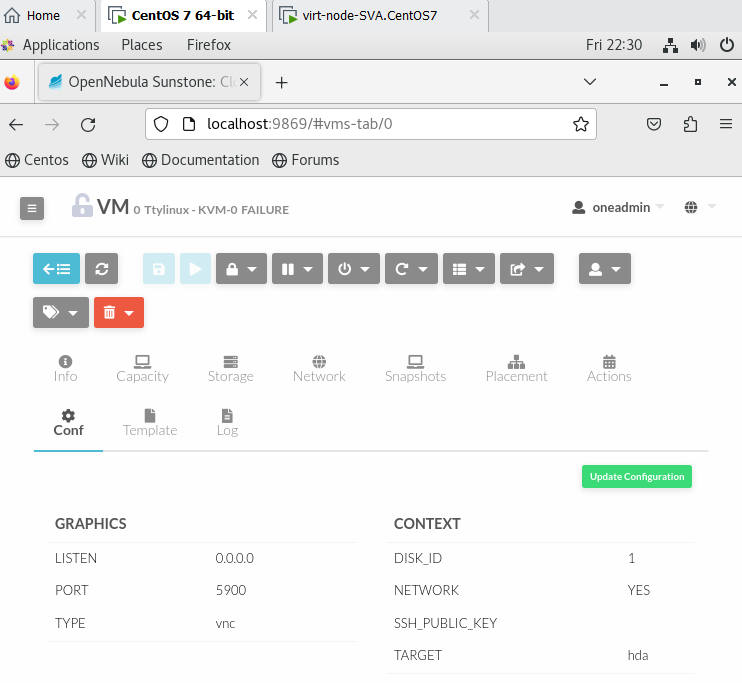 Home CentOS 7 64-bit virt-node-SVA.CentOS7
Applications Places Firefox Fri 22:30
OpenNebula Sunstone: Clo
localhost:9869/#vms-tab/0
Centos Wiki Documentation Forums
VM 0 Ttylinux - KVM-0 FAILURE oneadmin
Info Capacity Storage Network Snapshots Placement Actions
Conf Template Log
Update Configuration
GRAPHICS CONTEXT
LISTEN 0.0.0.0 DISK_ID 1
PORT 5900 NETWORK YES
TYPE vnc SSH_PUBLIC_KEY
TARGET hda